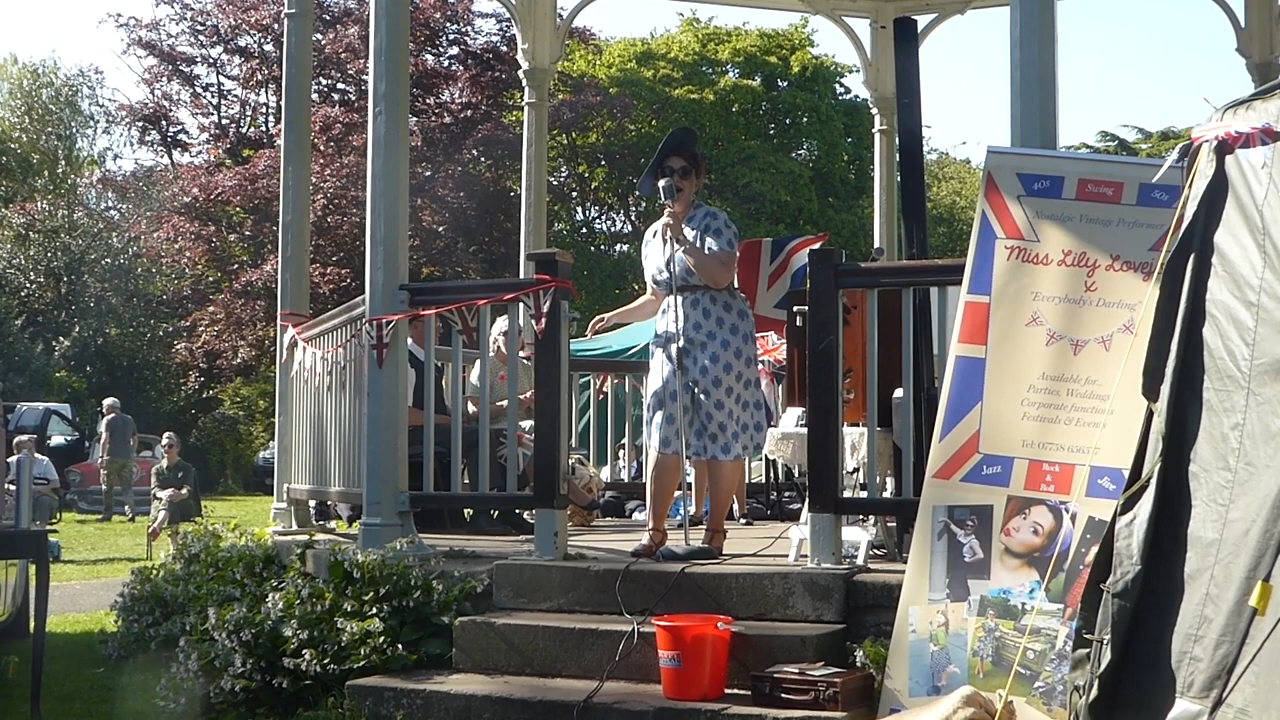 40s
Swing
50s
Nostalgic Vintage Performer
Miss Lily Lovej
x
"Everybody's Darling"
Available for...
Parties, Weddings
Corporate functions
Festivals & Events
Tel:
Jazz
Rock &
Roll
Jive